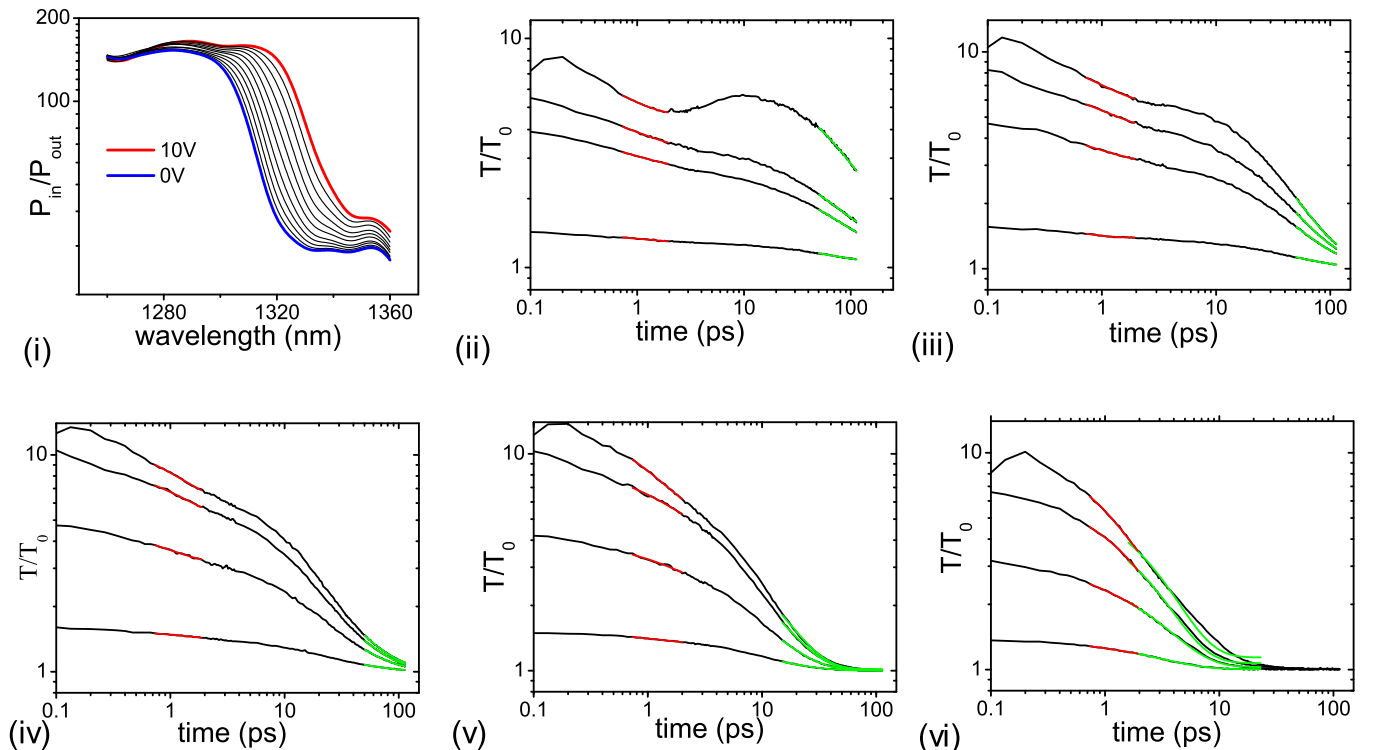 200
100
P_in/P_out
10V
0V
1280
1320
1360
wavelength (nm)
(i)
10
1
T/T_0
0.1
1
10
100
time (ps)
(ii)
10
1
T/T_0
0.1
1
10
100
time (ps)
(iii)
10
1
T/T_0
0.1
1
10
100
time (ps)
(iv)
10
1
T/T_0
0.1
1
10
100
time (ps)
(v)
10
1
T/T_0
0.1
1
10
100
time (ps)
(vi)